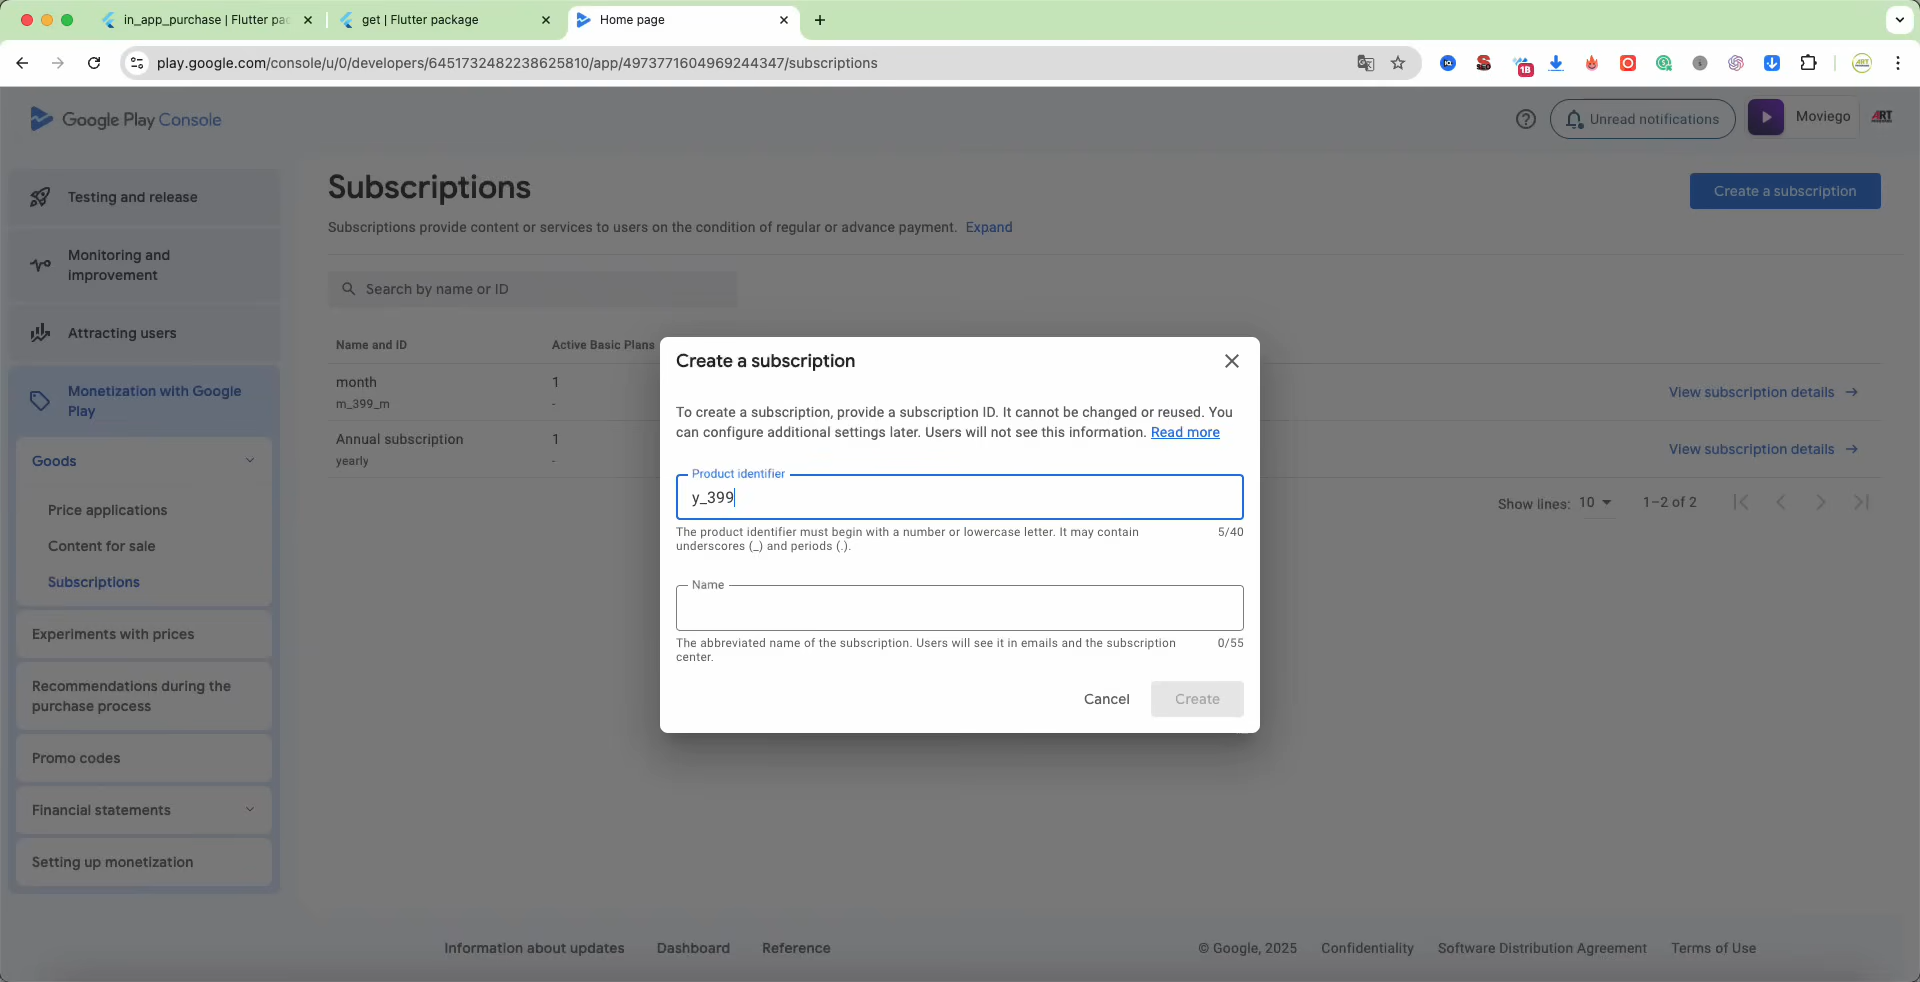 in_app_purchase | Flutter pac
get | Flutter package
Home page
play.google.com/console/u/0/developers/6451732482238625810/app/4973771604969244347/subscriptions
1B
Google Play Console
Unread notifications
Moviego
ART
Testing and release
Monitoring and
improvement
Attracting users
Monetization with Google
Play
Goods
Price applications
Content for sale
Subscriptions
Experiments with prices
Recommendations during the
purchase process
Promo codes
Financial statements
Setting up monetization
Subscriptions
Create a subscription
Subscriptions provide content or services to users on the condition of regular or advance payment. Expand
Search by name or ID
Name and ID
Active Basic Plans
month
1
m_399_m
-
View subscription details
Annual subscription
1
yearly
-
View subscription details
Show lines: 10
1–2 of 2
Create a subscription
To create a subscription, provide a subscription ID. It cannot be changed or reused. You
can configure additional settings later. Users will not see this information. Read more
Product identifier
y_399
The product identifier must begin with a number or lowercase letter. It may contain
underscores (_) and periods (.).
5/40
Name
The abbreviated name of the subscription. Users will see it in emails and the subscription
center.
0/55
Cancel
Create
Information about updates
Dashboard
Reference
© Google, 2025
Confidentiality
Software Distribution Agreement
Terms of Use